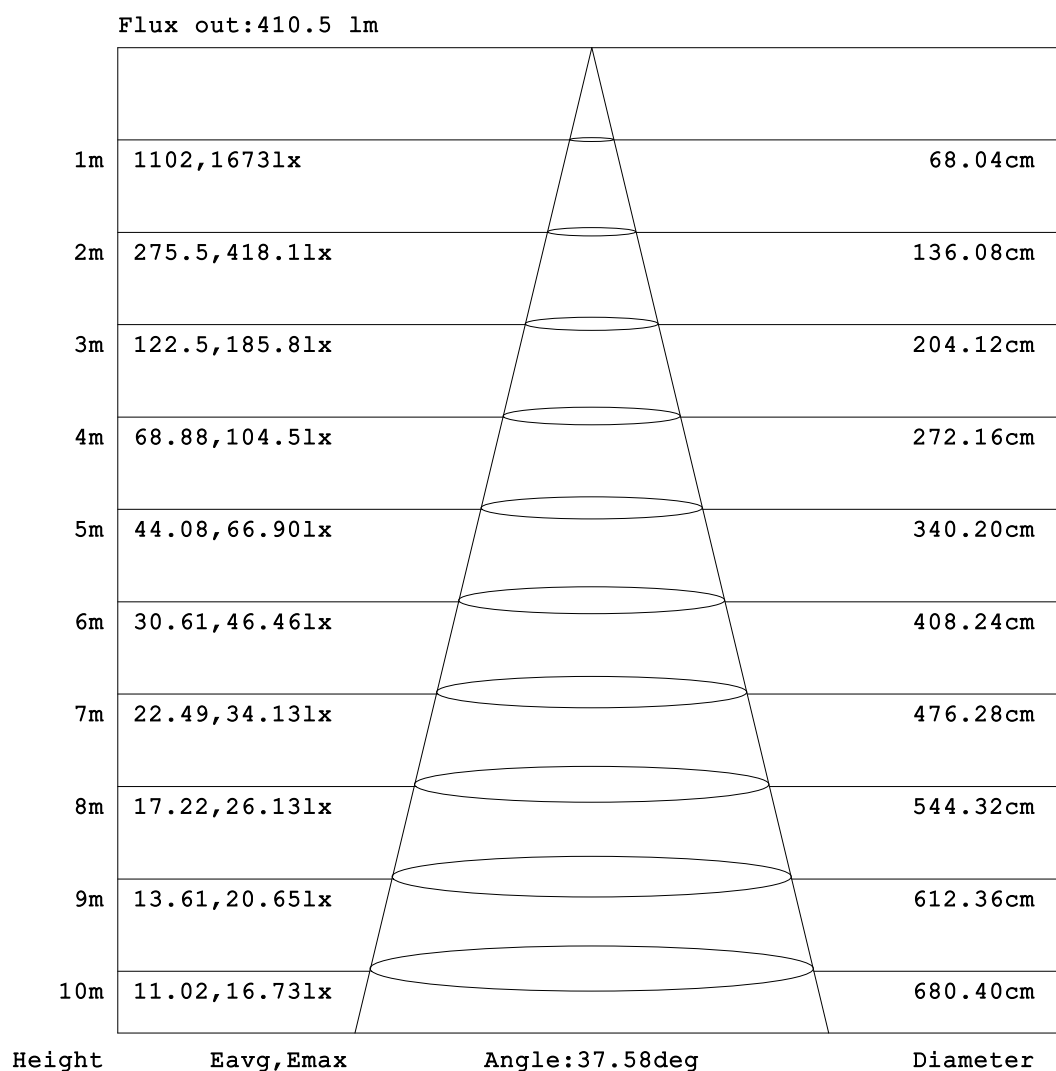 Flux out:410.5 lm
1m 1102,1673lx 68.04cm
2m 275.5,418.1lx 136.08cm
3m 122.5,185.8lx 204.12cm
4m 68.88,104.5lx 272.16cm
5m 44.08,66.90lx 340.20cm
6m 30.61,46.46lx 408.24cm
7m 22.49,34.13lx 476.28cm
8m 17.22,26.13lx 544.32cm
9m 13.61,20.65lx 612.36cm
10m 11.02,16.73lx 680.40cm
Height Eavg,Emax Angle:37.58deg Diameter